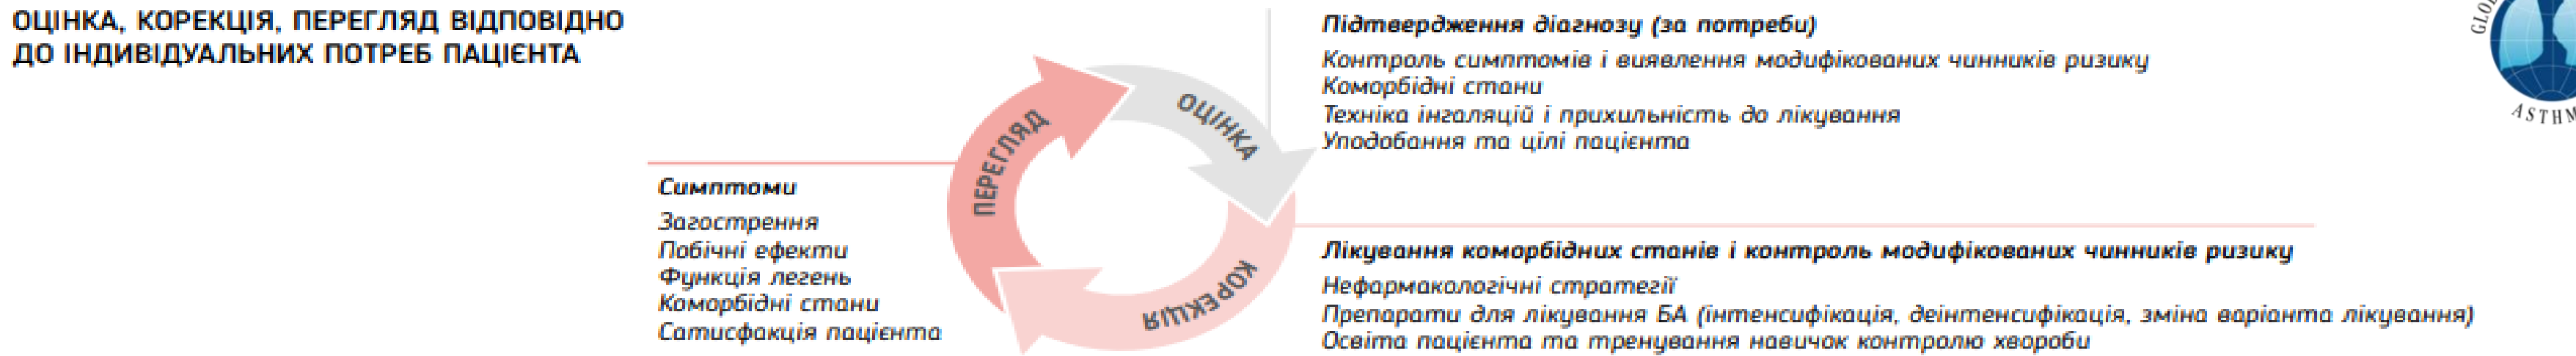 ОЦІНКА, КОРЕКЦІЯ, ПЕРЕГЛЯД ВІДПОВІДНО
ДО ІНДИВІДУАЛЬНИХ ПОТРЕБ ПАЦІЄНТА
Підтвердження діагнозу (за потреби)
Контроль симптомів і виявлення модифікованих чинників ризику
Коморбідні стани
Техніка інгаляцій і прихильність до лікування
Уподобання та цілі пацієнта
ОЦІНКА
ПЕРЕГЛЯД
КОРЕКЦІЯ
Симптоми
Загострення
Побічні ефекти
Функція легень
Коморбідні стани
Сатисфакція пацієнта
Лікування коморбідних станів і контроль модифікованих чинників ризику
Нефармакологічні стратегії
Препарати для лікування БА (інтенсифікація, деінтенсифікація, зміна варіанта лікування)
Освіта пацієнта та тренування навичок контролю хвороби